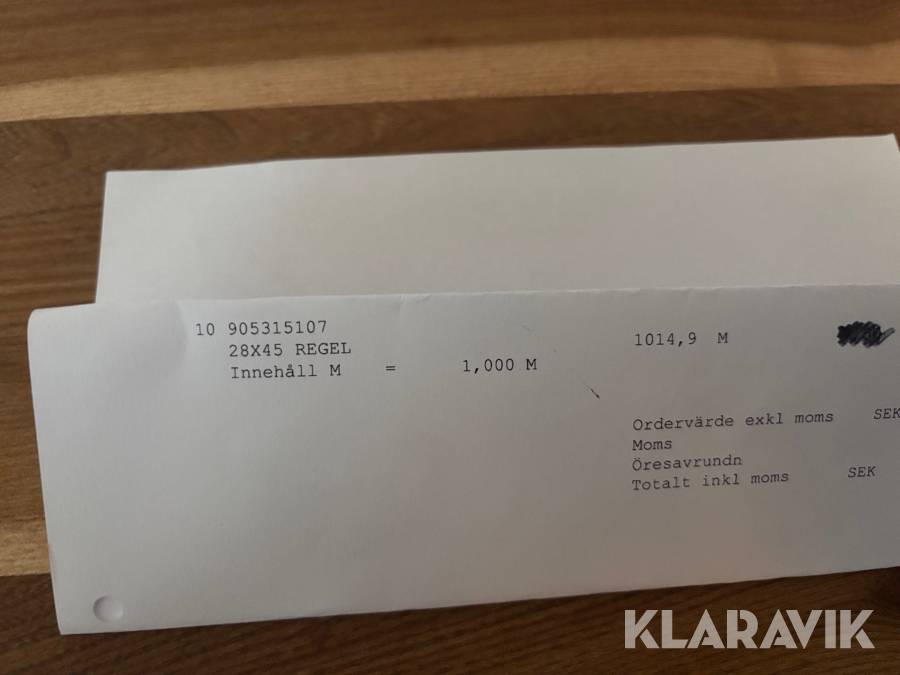 10 905315107
28X45 REGEL 1014,9 M
Innehåll M = 1,000 M
Ordervärde exkl moms SEK
Moms
Öresavrundn
Totalt inkl moms SEK
KLARAVIK